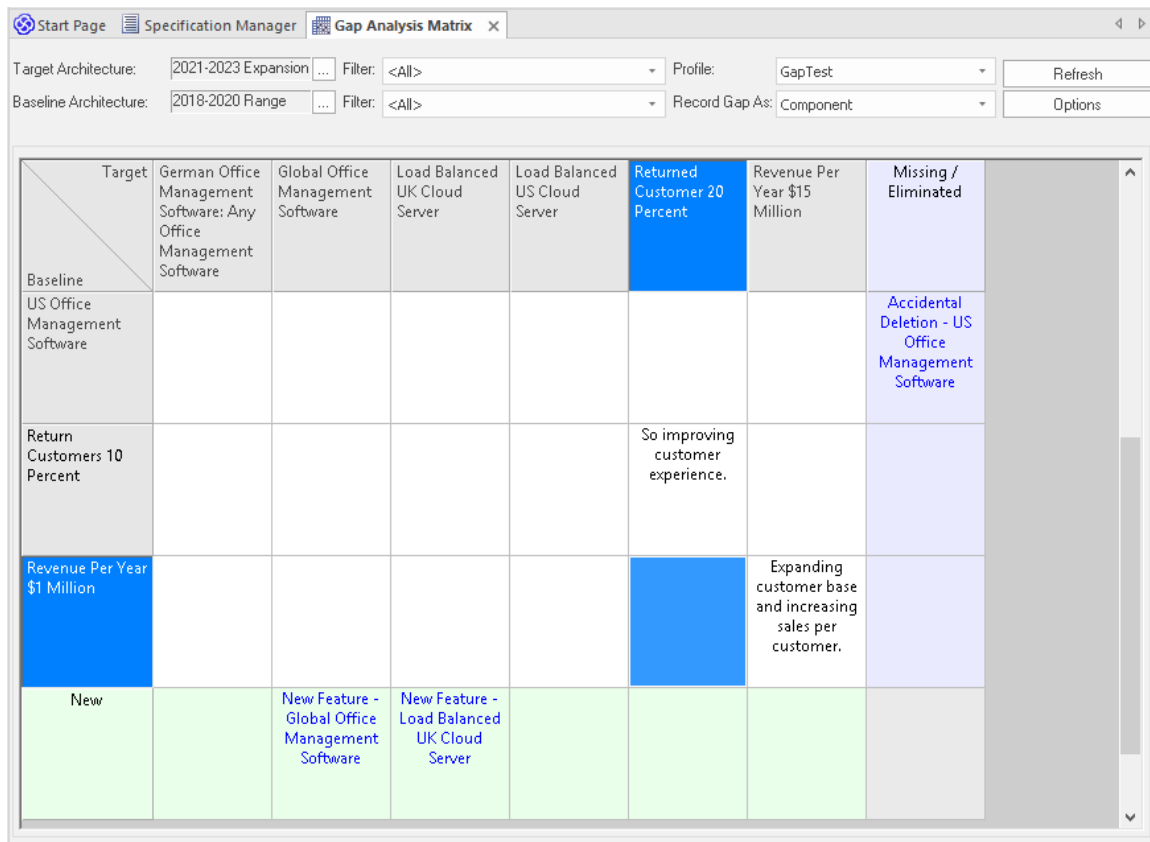 Start Page Specification Manager Gap Analysis Matrix
Target Architecture: 2021-2023 Expansion ... Filter: <All> Profile: GapTest Refresh
Baseline Architecture: 2018-2020 Range ... Filter: <All> Record Gap As: Component Options
Target
Baseline
German Office
Management
Software: Any
Office
Management
Software
Global Office
Management
Software
Load Balanced
UK Cloud
Server
Load Balanced
US Cloud
Server
Returned
Customer 20
Percent
Revenue Per
Year $15
Million
Missing /
Eliminated
US Office
Management
Software
Accidental
Deletion - US
Office
Management
Software
Return
Customers 10
Percent
So improving
customer
experience.
Revenue Per Year
$1 Million
Expanding
customer base
and increasing
sales per
customer.
New
New Feature -
Global Office
Management
Software
New Feature -
Load Balanced
UK Cloud
Server